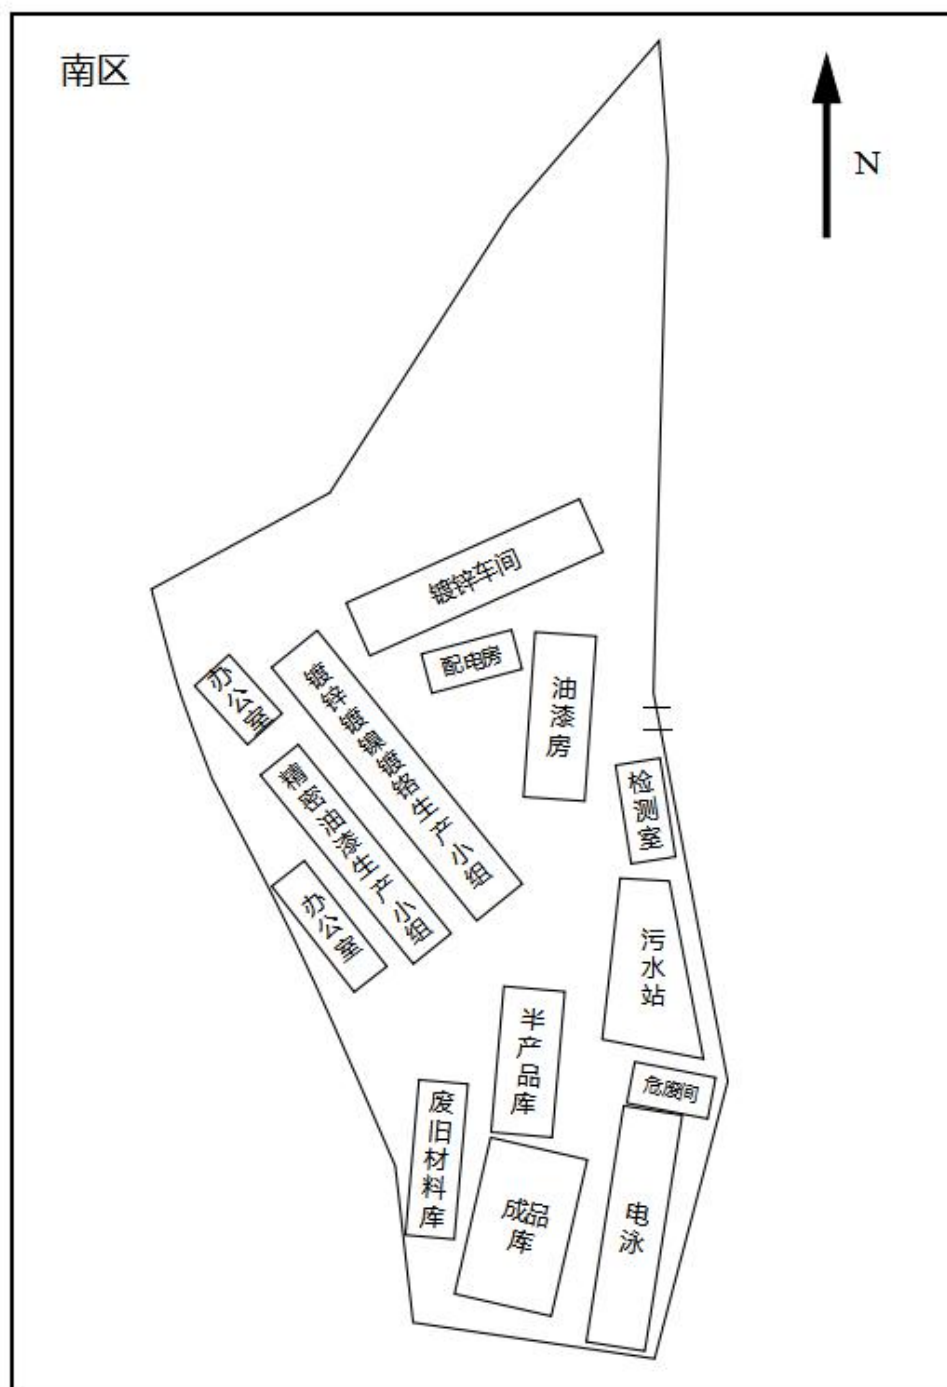 南区
N
镀锌车间
配电房
油漆房
办公室
镀锌镀镍镀铬生产小组
精密油漆生产小组
办公室
检测室
污水站
半产品库
危废间
废旧材料库
成品库
电泳